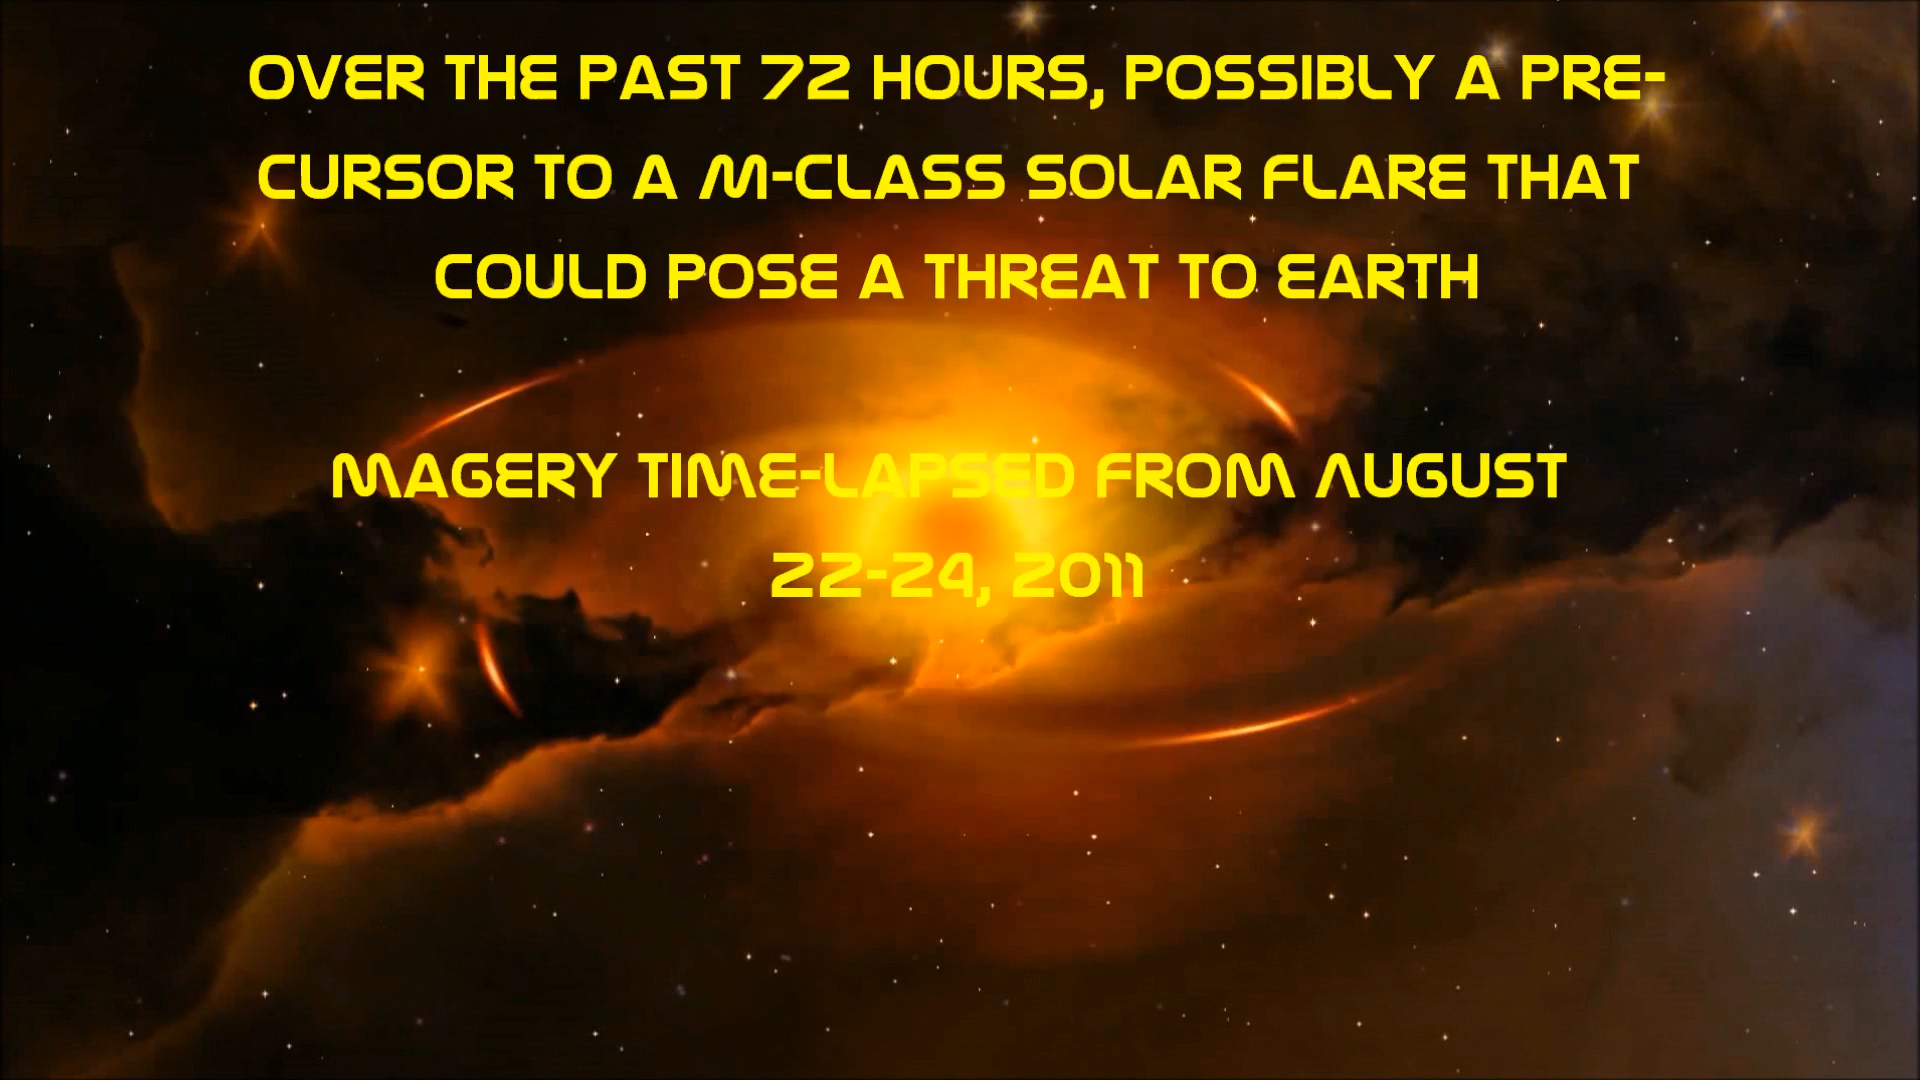 OVER THE PAST 72 HOURS, POSSIBLY A PRE-
CURSOR TO A M-CLASS SOLAR FLARE THAT
COULD POSE A THREAT TO EARTH
MAGERY TIME-LAPSED FROM AUGUST
22-24, 2011